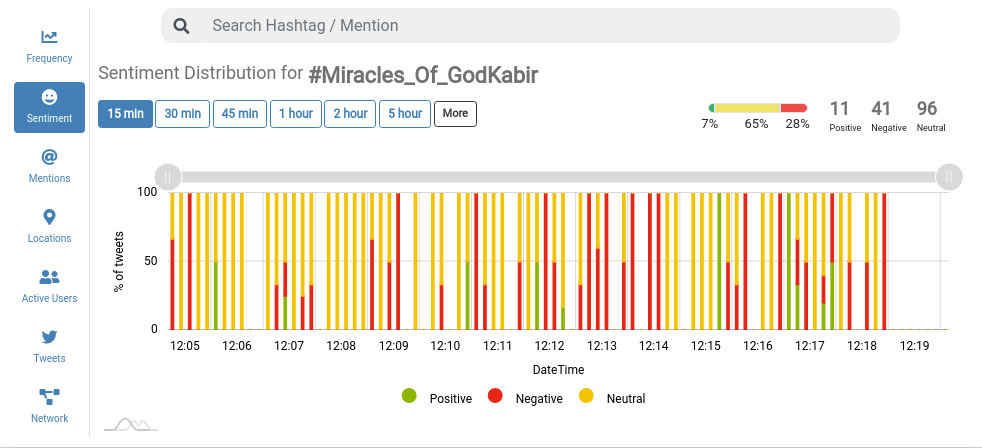 Search Hashtag / Mention
Frequency
Sentiment
Mentions
Locations
Active Users
Tweets
Network
Sentiment Distribution for #Miracles_Of_GodKabir
15 min 30 min 45 min 1 hour 2 hour 5 hour More
7% 65% 28%
11 41 96
Positive Negative Neutral
100
50
0
% of tweets
12:05 12:06 12:07 12:08 12:09 12:10 12:11 12:12 12:13 12:14 12:15 12:16 12:17 12:18 12:19
DateTime
Positive Negative Neutral